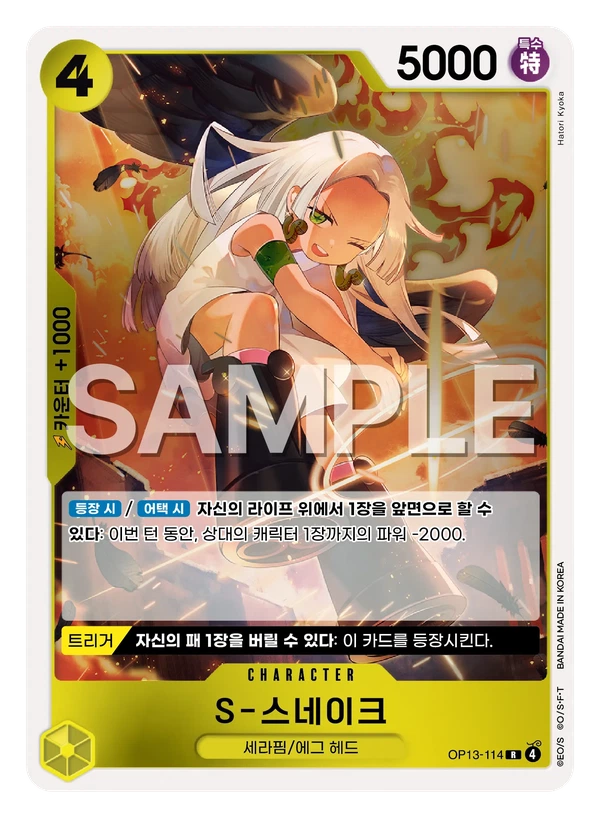 4
5000
특수
特
Hatori Kyoka
카운터 +1000
SAMPLE
등장 시 / 어택 시 자신의 라이프 위에서 1장을 앞면으로 할 수
있다: 이번 턴 동안, 상대의 캐릭터 1장까지의 파워 -2000.
트리거 자신의 패 1장을 버릴 수 있다: 이 카드를 등장시킨다.
CHARACTER
S-스네이크
세라핌/에그 헤드
OP13-114 R 4
©EO/S ©O/S·F·T BANDAI MADE IN KOREA